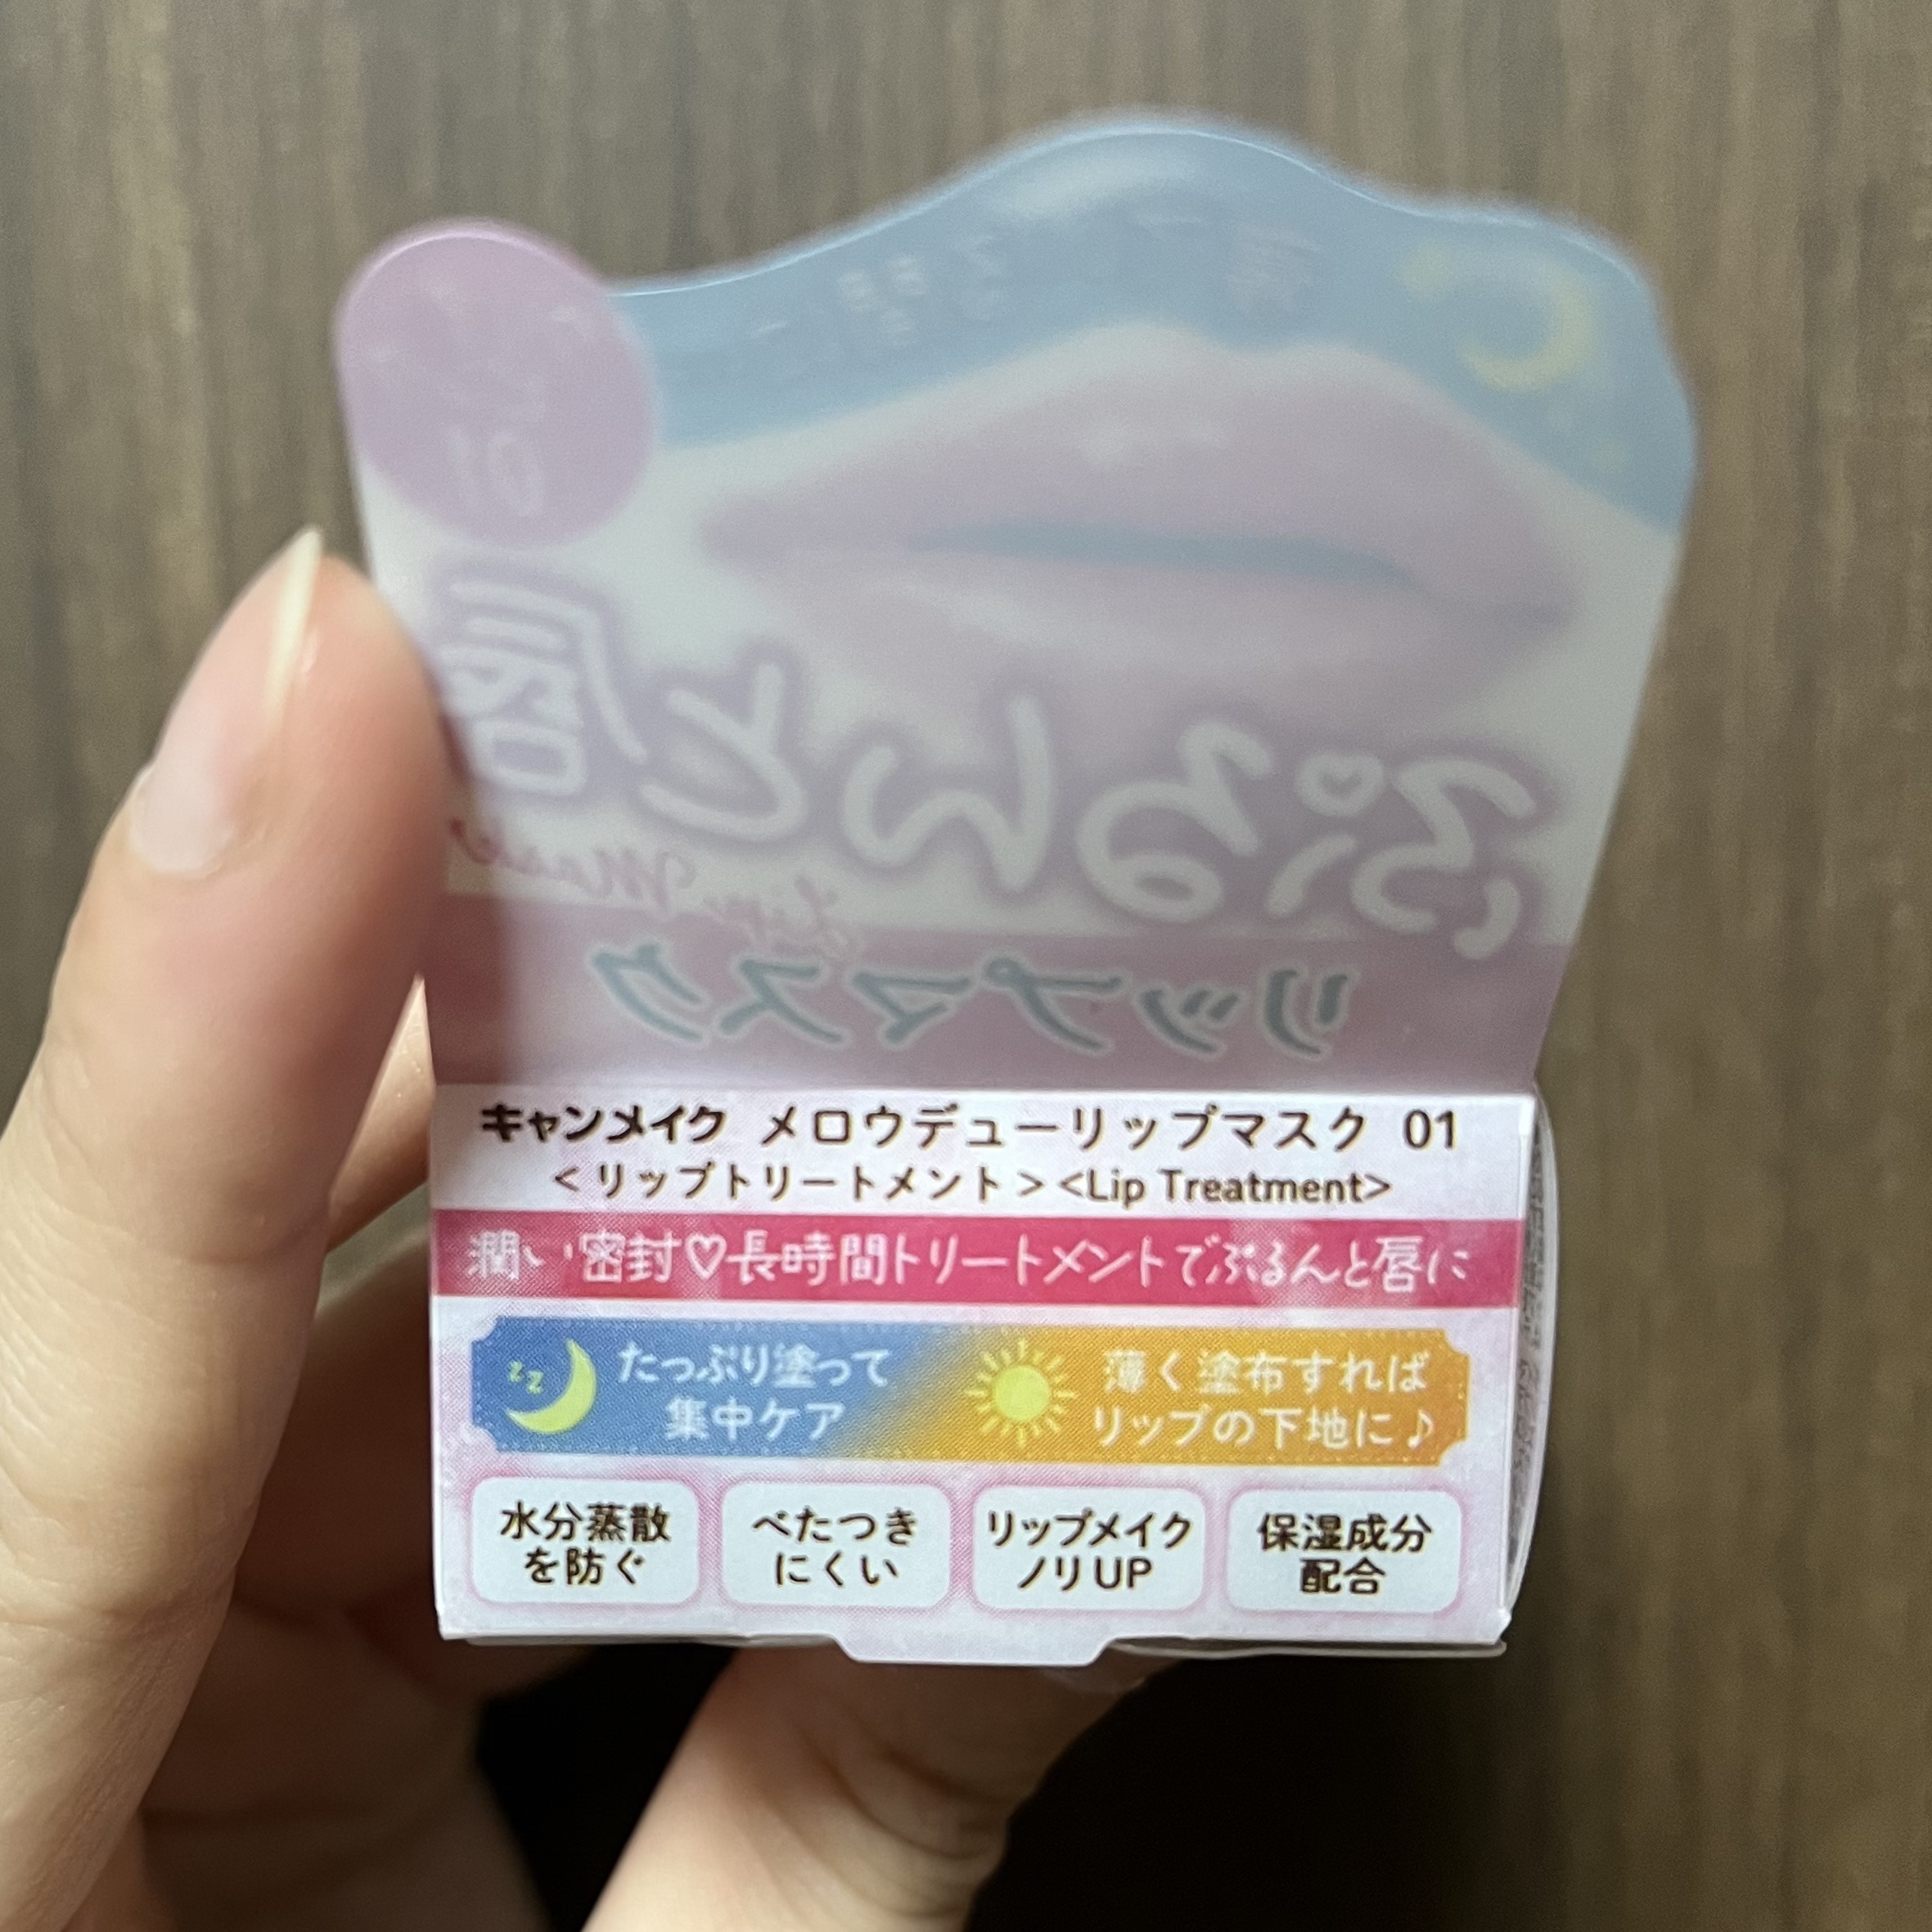 01
ぷるんと唇
Lip Mask
リップマスク
キャンメイク メロウデューリップマスク 01
<リップトリートメント><Lip Treatment>
潤い密封♡長時間トリートメントでぷるんと唇に
zz
たっぷり塗って
集中ケア
薄く塗布すれば
リップの下地に♪
水分蒸散
を防ぐ
べたつき
にくい
リップメイク
ノリUP
保湿成分
配合